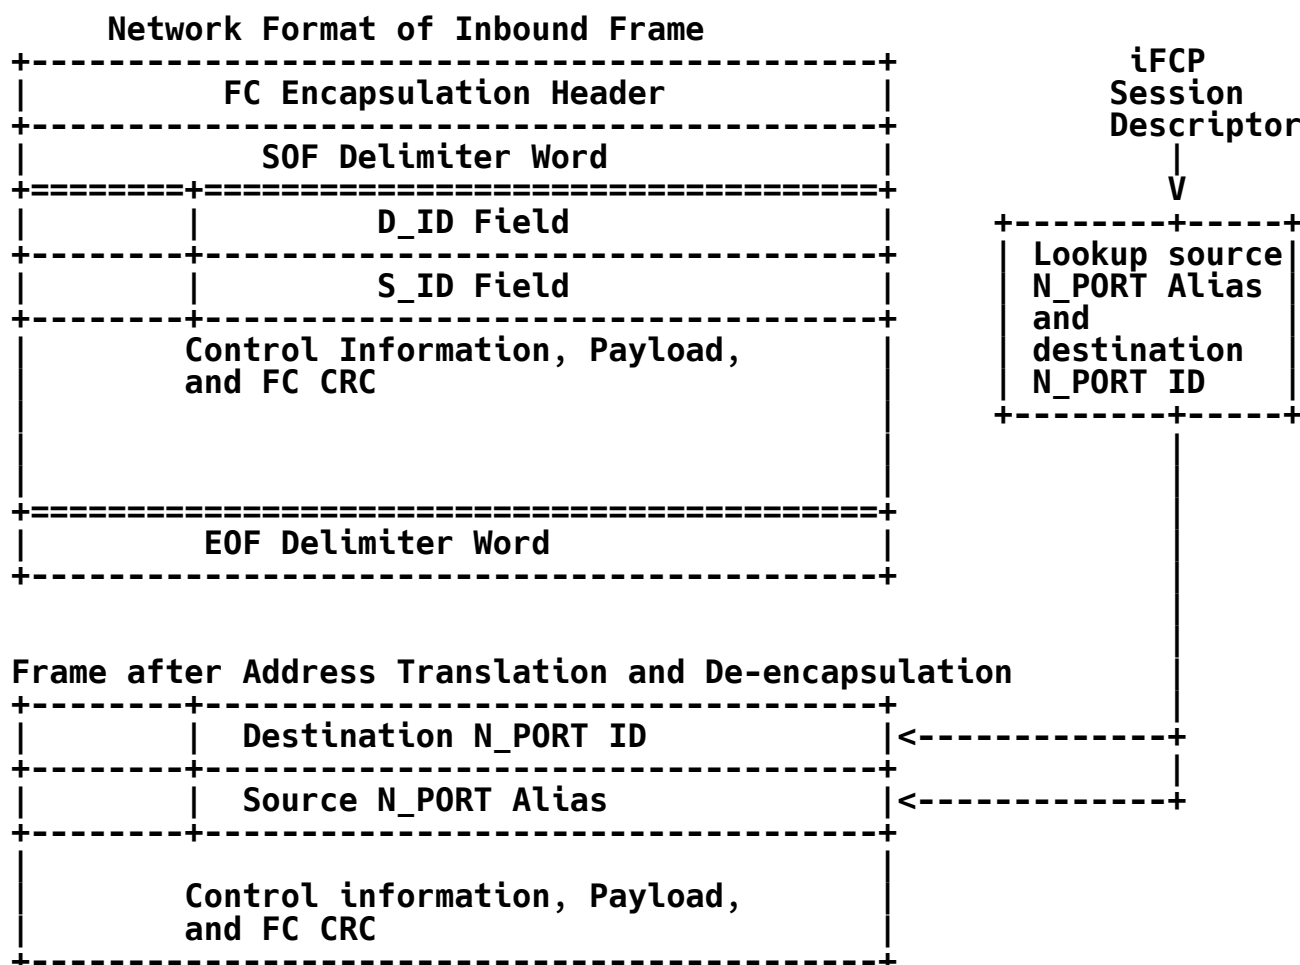 Network Format of Inbound Frame
iFCP
Session
Descriptor
FC Encapsulation Header
SOF Delimiter Word
V
D_ID Field
S_ID Field
Lookup source
N_PORT Alias
and
destination
N_PORT ID
Control Information, Payload,
and FC CRC
EOF Delimiter Word
Frame after Address Translation and De-encapsulation
Destination N_PORT ID
Source N_PORT Alias
Control information, Payload,
and FC CRC